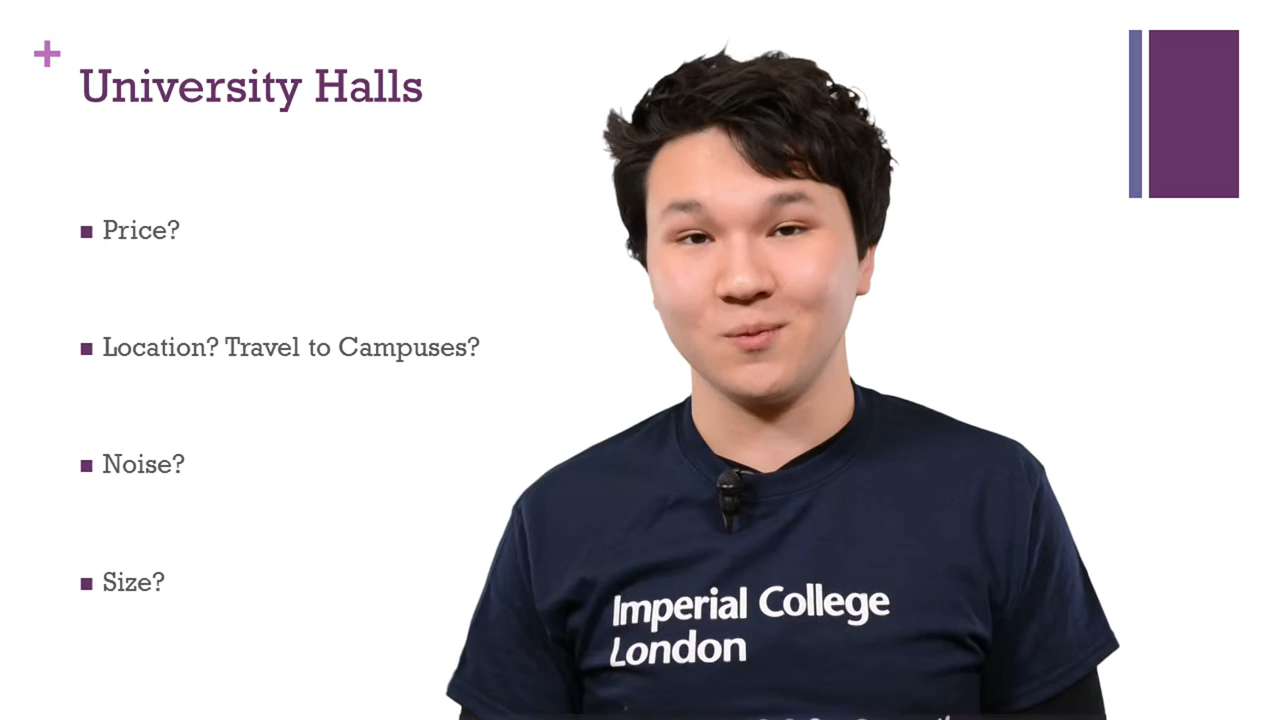 University Halls
Price?
Location? Travel to Campuses?
Noise?
Size?
Imperial College
London